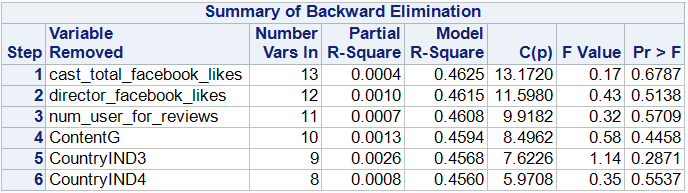 Summary of Backward Elimination
Step Variable Removed Number Vars In Partial R-Square Model R-Square C(p) F Value Pr > F
1 cast_total_facebook_likes 13 0.0004 0.4625 13.1720 0.17 0.6787
2 director_facebook_likes 12 0.0010 0.4615 11.5980 0.43 0.5138
3 num_user_for_reviews 11 0.0007 0.4608 9.9182 0.32 0.5709
4 ContentG 10 0.0013 0.4594 8.4962 0.58 0.4458
5 CountryIND3 9 0.0026 0.4568 7.6226 1.14 0.2871
6 CountryIND4 8 0.0008 0.4560 5.9708 0.35 0.5537